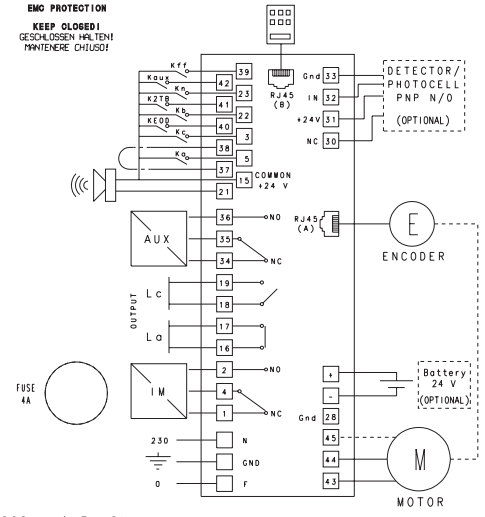 EMC PROTECTION
KEEP CLOGED!
GESCHLOSSEN HALTEN!
MANTENERE CHIUSO!
Kff
39
Kaux
42
Kn
23
K2TB
41
Kb
22
KEOD
40
Kc
3
38
Ka
5
37
15
COMMON
+24 V
21
RJ45
(B)
Gnd
33
IN
32
+24V
31
NC
30
DETECTOR/
PHOTOCELL
PNP N/O
(OPTIONAL)
AUX
36
NO
35
34
NC
RJ45
(A)
E
ENCODER
OUTPUT
Lc
19
18
La
17
16
FUSE
4A
IM
2
NO
4
1
NC
230
N
GND
0
F
+
-
Battery
24 V
(OPTIONAL)
Gnd
28
45
44
43
M
MOTOR